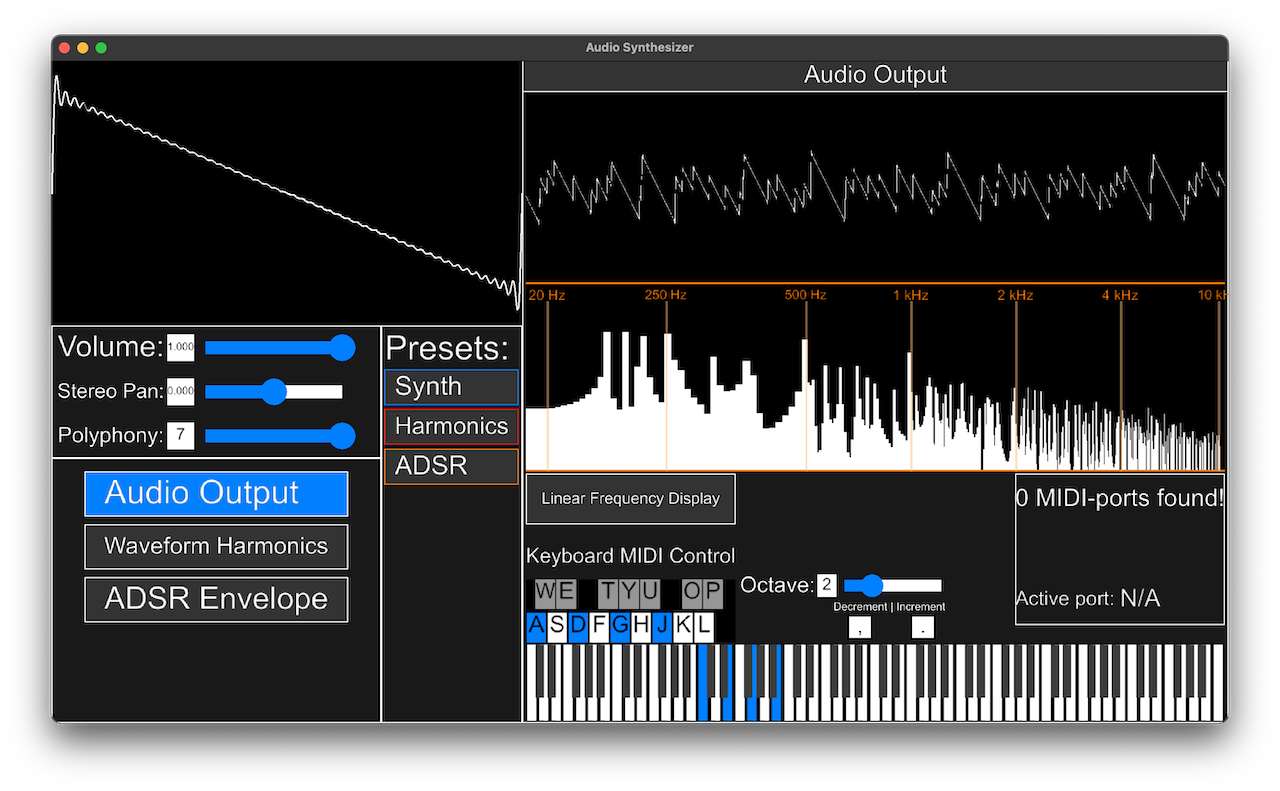 Audio Synthesizer
Audio Output
20 Hz 250 Hz 500 Hz 1 kHz 2 kHz 4 kHz 10 kH
Volume: 1.000
Stereo Pan: 0.000
Polyphony: 7
Presets:
Synth
Harmonics
ADSR
Audio Output
Waveform Harmonics
ADSR Envelope
Linear Frequency Display
0 MIDI-ports found!
Active port: N/A
Keyboard MIDI Control
W E T Y U O P
A S D F G H J K L
Octave: 2
Decrement | Increment
, .